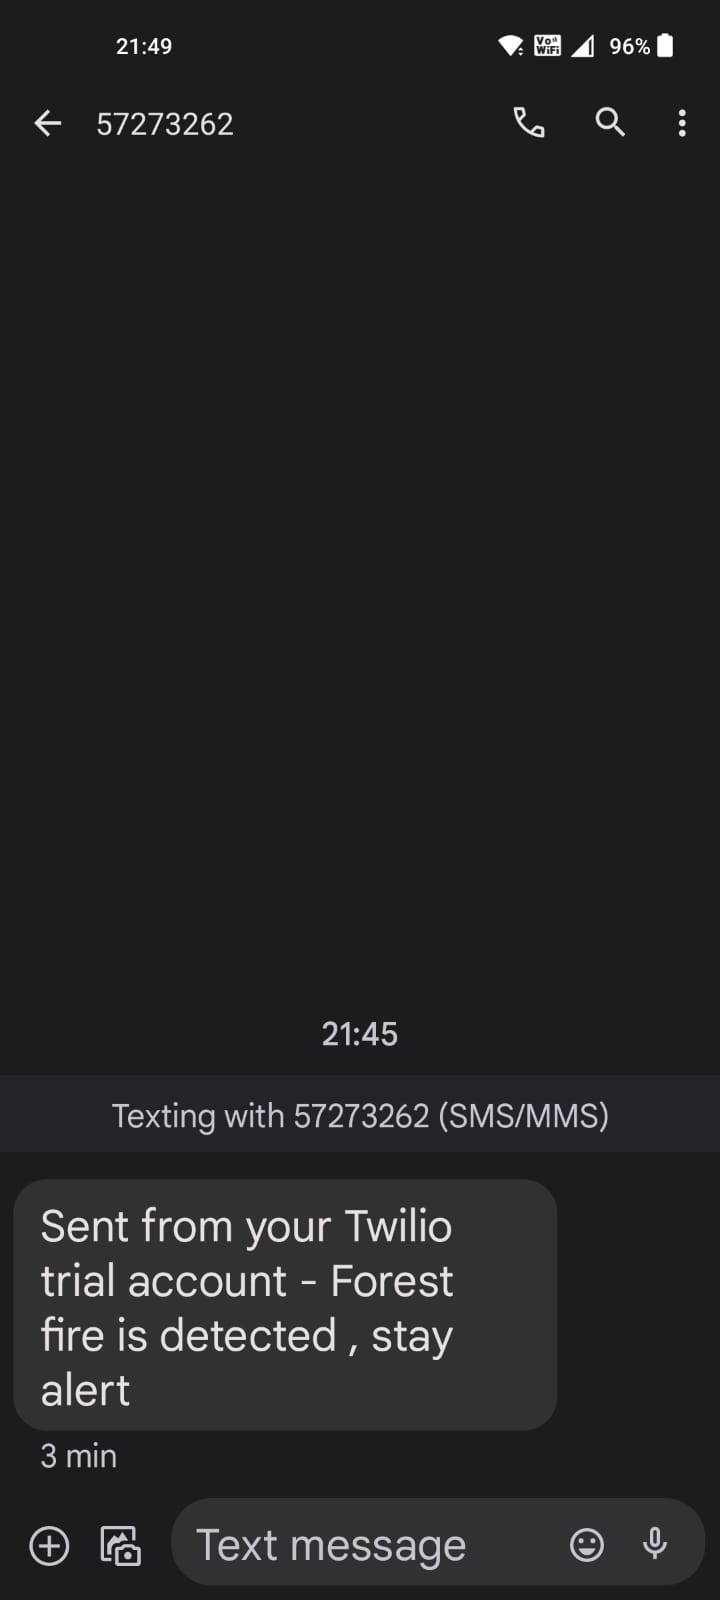 21:49
Vo"
WiFi
96%
57273262
21:45
Texting with 57273262 (SMS/MMS)
Sent from your Twilio
trial account - Forest
fire is detected , stay
alert
3 min
Text message